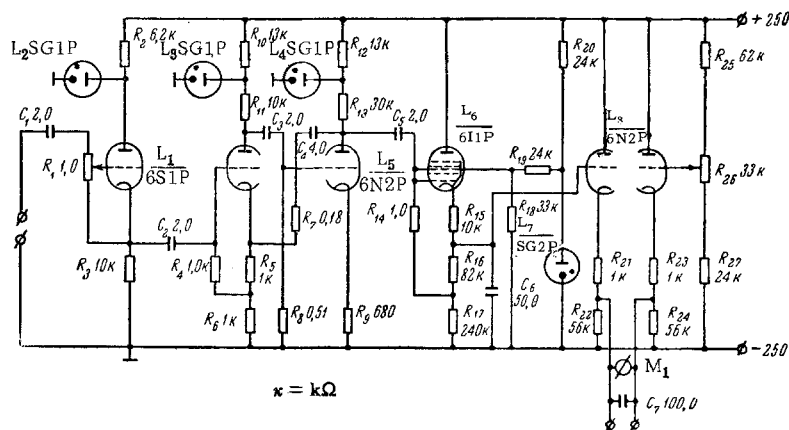 R₂ 6,2к
L₂SG1P
R₁₀ 13к
L₃SG1P
R₁₂ 13к
L₄SG1P
+250
R₂₀ 24к
R₂₅ 62к
R₁₁ 10к
R₁₃ 30к
C₁ 2,0
C₃ 2,0
C₄ 4,0
C₅ 2,0
L₆ 6I1P
L₈ 6N2P
R₁ 1,0
L₁ 6S1P
L₅ 6N2P
R₁₉ 24к
R₂₆ 33к
R₁₄ 1,0
R₁₅ 10к
R₁₈ 33к
L₇ SG2P
C₂ 2,0
R₇ 0,18
R₃ 10к
R₄ 1,0к
R₅ 1к
R₁₆ 82к
C₆ 50,0
R₂₁ 1к
R₂₃ 1к
R₂₇ 24к
R₆ 1к
R₈ 0,51
R₉ 680
R₁₇ 240к
R₂₂ 56к
R₂₄ 56к
-250
M₁
к = kΩ
C₇ 100,0